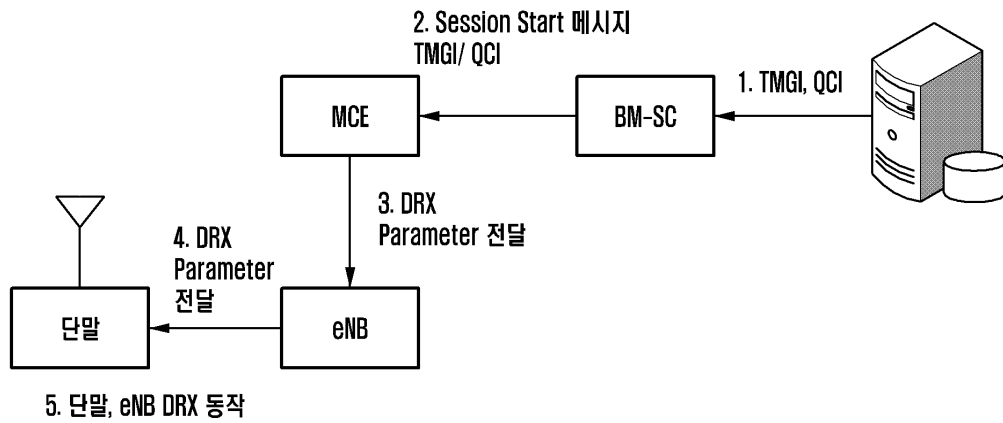 2. Session Start 메시지
TMGI/ QCI
1. TMGI, QCI
MCE
BM-SC
3. DRX
Parameter 전달
4. DRX
Parameter
전달
단말
eNB
5. 단말, eNB DRX 동작